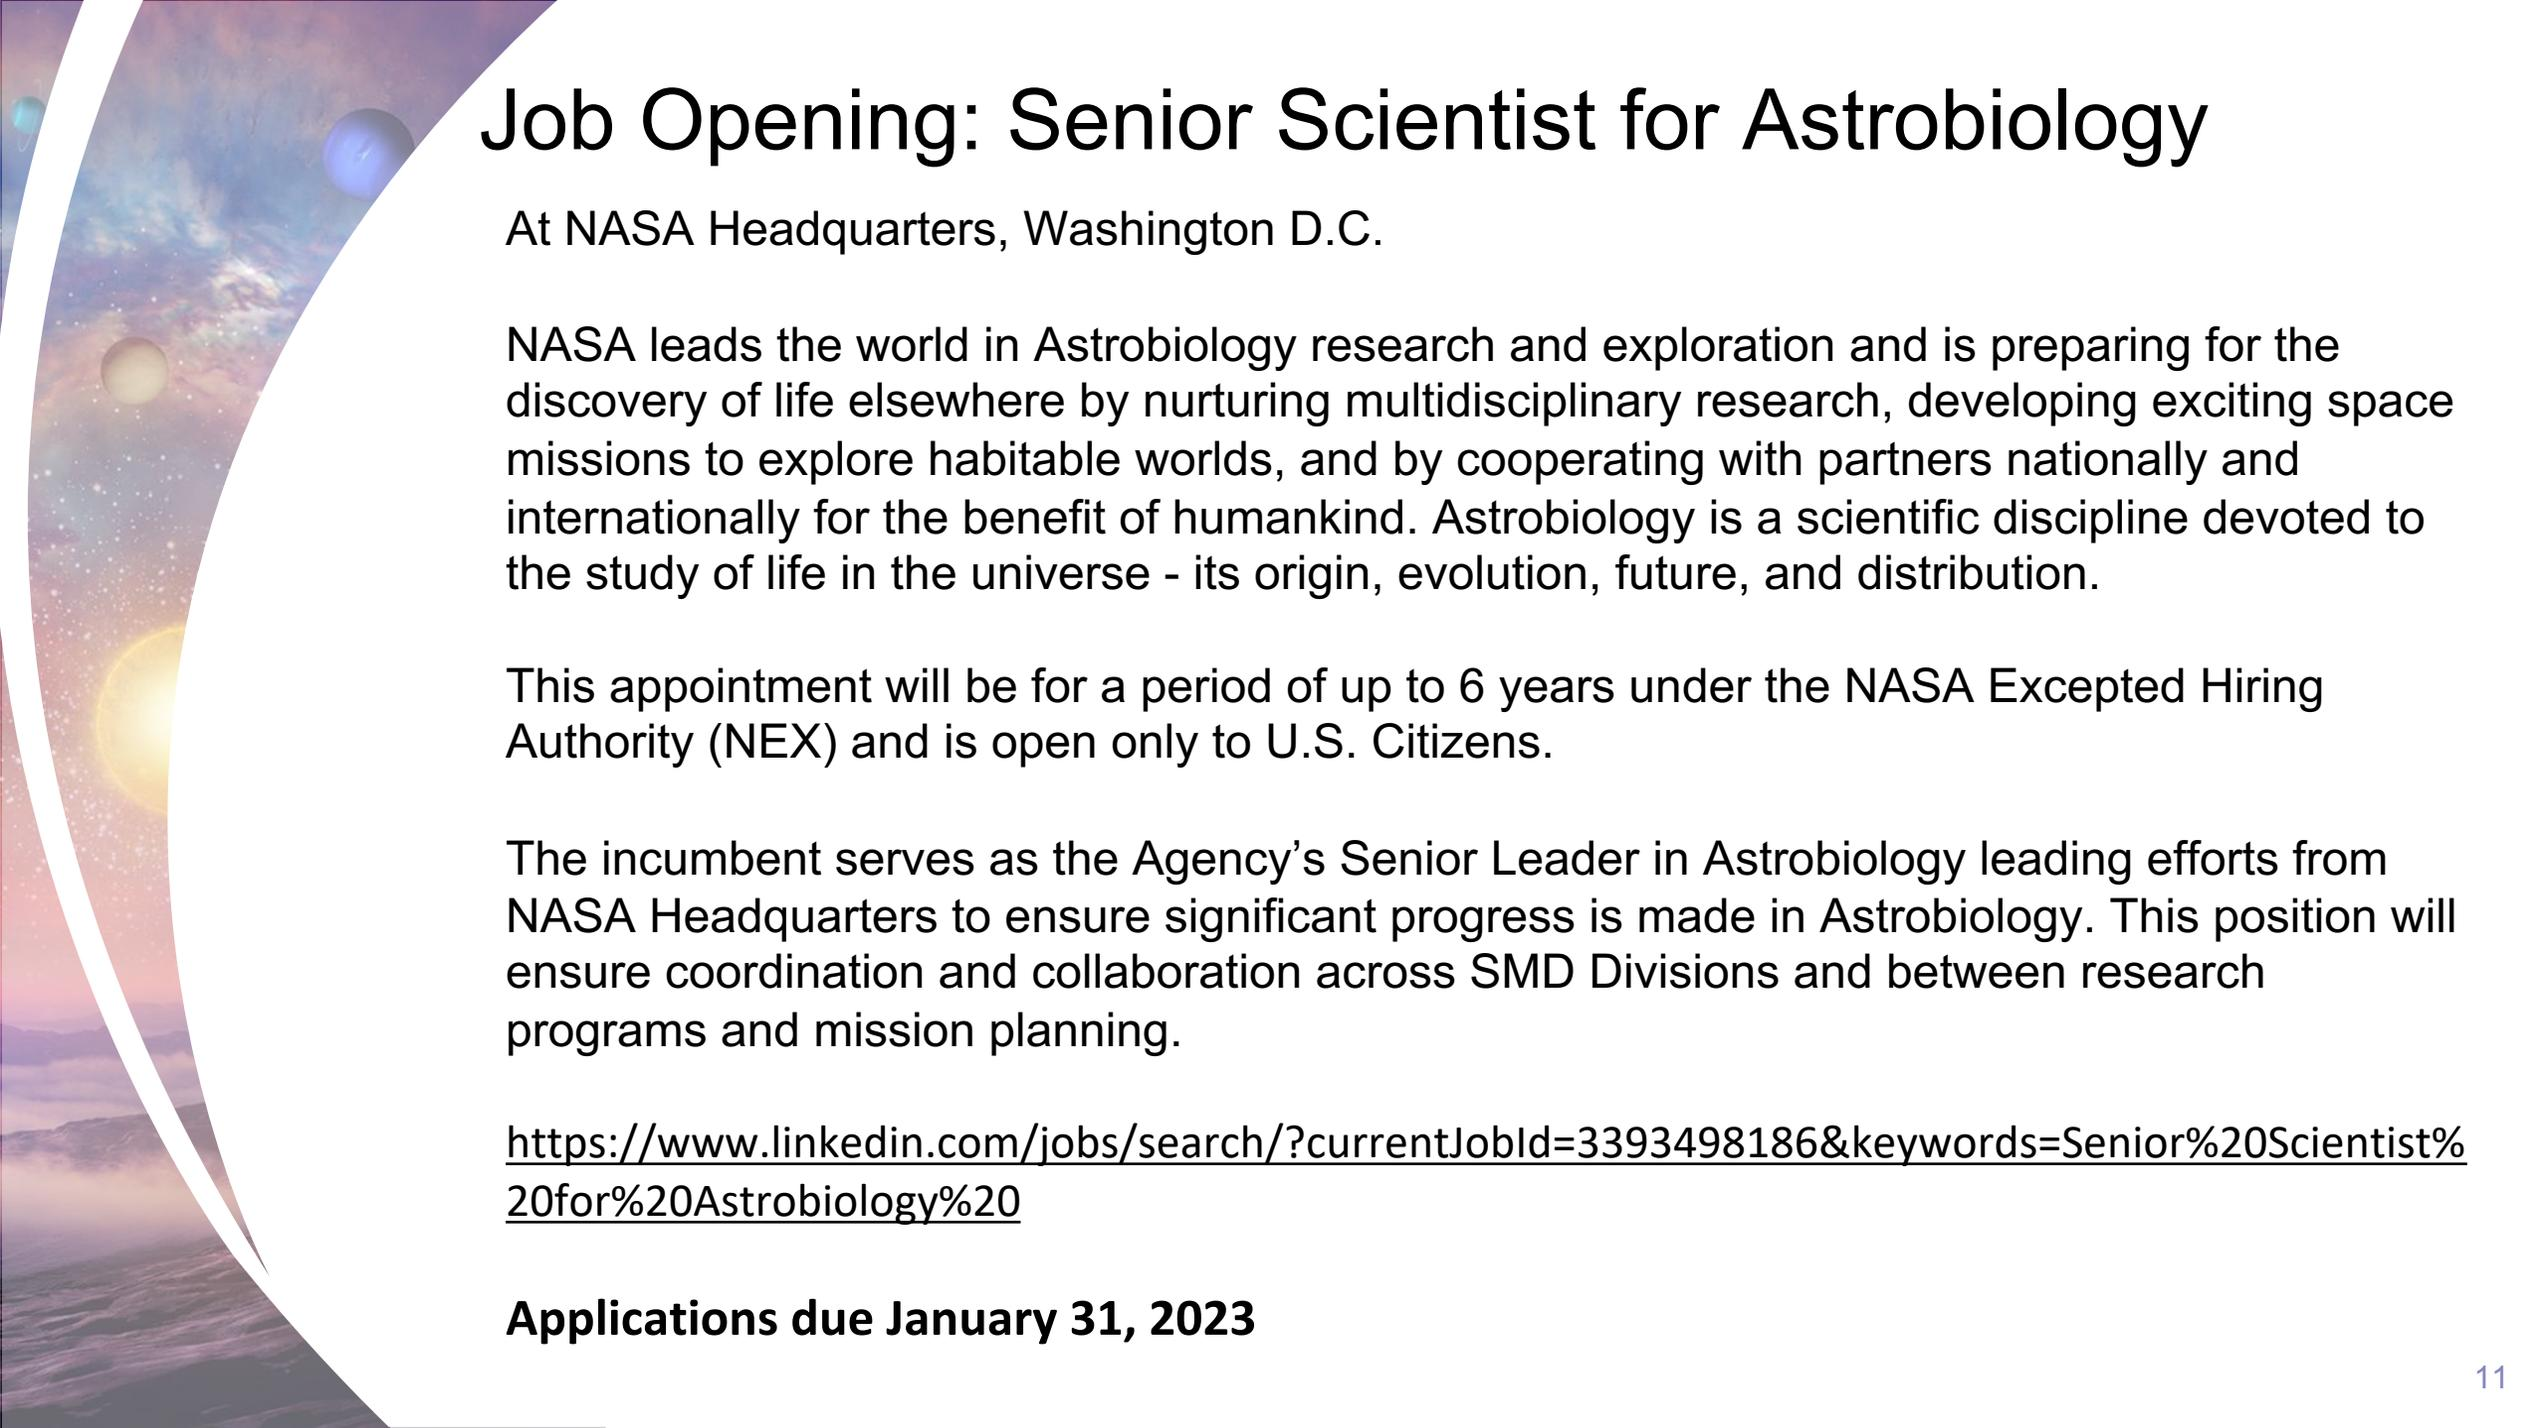 Job Opening: Senior Scientist for Astrobiology
At NASA Headquarters, Washington D.C.
NASA leads the world in Astrobiology research and exploration and is preparing for the
discovery of life elsewhere by nurturing multidisciplinary research, developing exciting space
missions to explore habitable worlds, and by cooperating with partners nationally and
internationally for the benefit of humankind. Astrobiology is a scientific discipline devoted to
the study of life in the universe - its origin, evolution, future, and distribution.
This appointment will be for a period of up to 6 years under the NASA Excepted Hiring
Authority (NEX) and is open only to U.S. Citizens.
The incumbent serves as the Agency’s Senior Leader in Astrobiology leading efforts from
NASA Headquarters to ensure significant progress is made in Astrobiology. This position will
ensure coordination and collaboration across SMD Divisions and between research
programs and mission planning.
https://www.linkedin.com/jobs/search/?currentJobId=3393498186&keywords=Senior%20Scientist%
20for%20Astrobiology%20
Applications due January 31, 2023
11